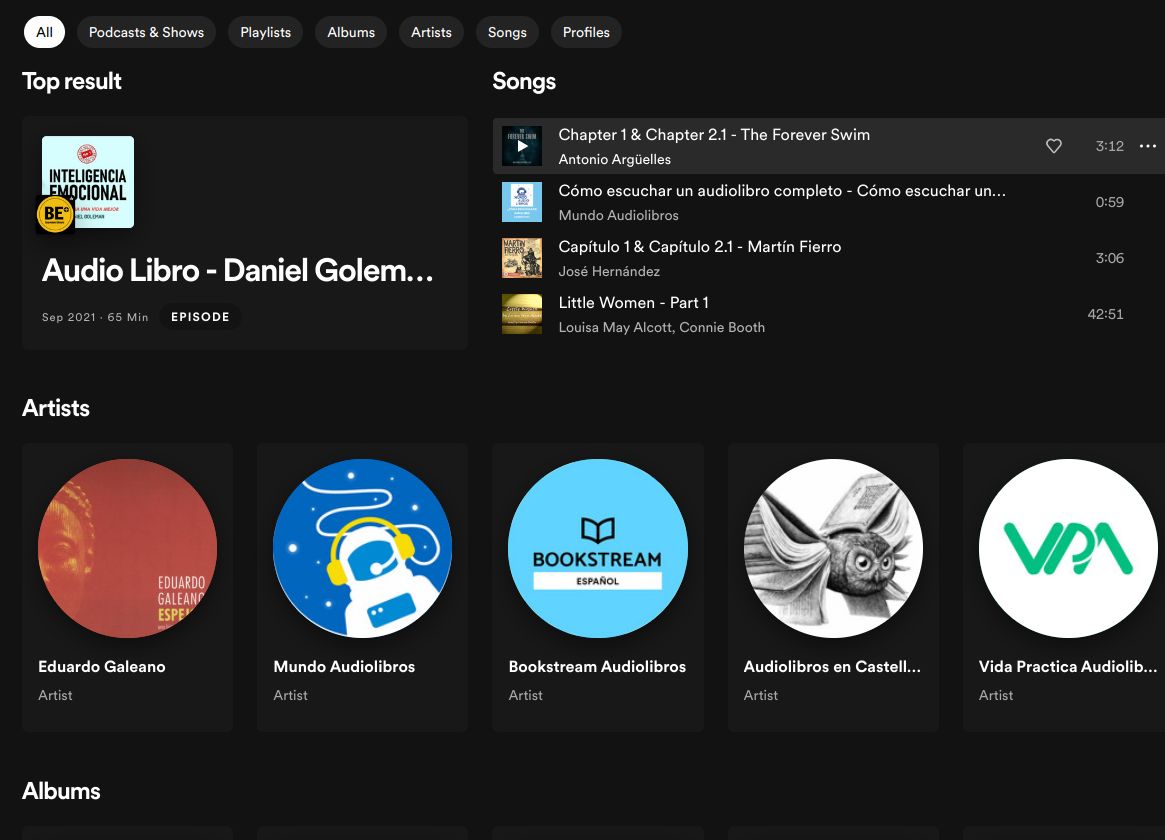 All
Podcasts & Shows
Playlists
Albums
Artists
Songs
Profiles
Top result
INTELIGENCIA
EMOCIONAL
DANIEL GOLEMAN
BE
Audio Libro - Daniel Golem…
Sep 2021 · 65 Min
EPISODE
Songs
Chapter 1 & Chapter 2.1 - The Forever Swim
Antonio Argüelles
3:12
Cómo escuchar un audiolibro completo - Cómo escuchar un…
Mundo Audiolibros
0:59
MARTIN
FIERRO
Capítulo 1 & Capítulo 2.1 - Martín Fierro
José Hernández
3:06
Little Women - Part 1
Louisa May Alcott, Connie Booth
42:51
Artists
EDUARDO
GALEANO
Eduardo Galeano
Artist
Mundo Audiolibros
Artist
BOOKSTREAM
ESPAÑOL
Bookstream Audiolibros
Artist
Audiolibros en Castell…
Artist
VPA
Vida Practica Audiolib…
Artist
Albums